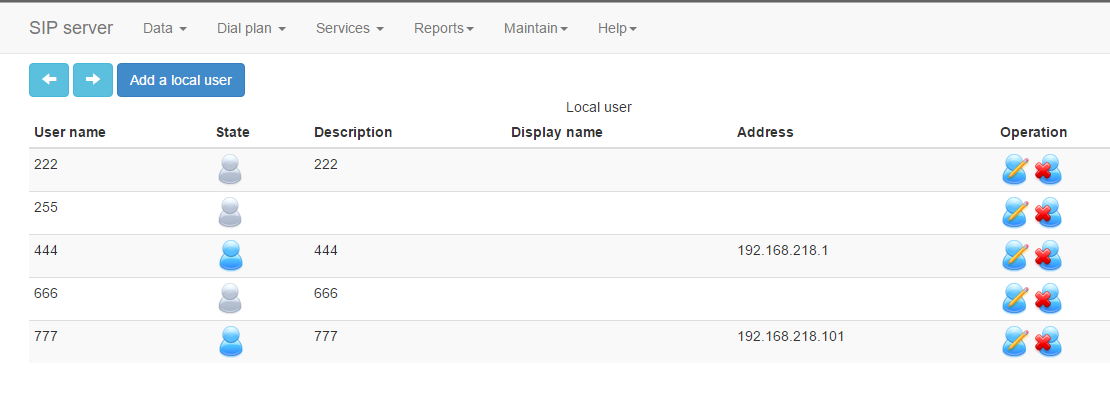 SIP server Data Dial plan Services Reports Maintain Help
Add a local user
Local user
User name State Description Display name Address Operation
222 222
255
444 444 192.168.218.1
666 666
777 777 192.168.218.101